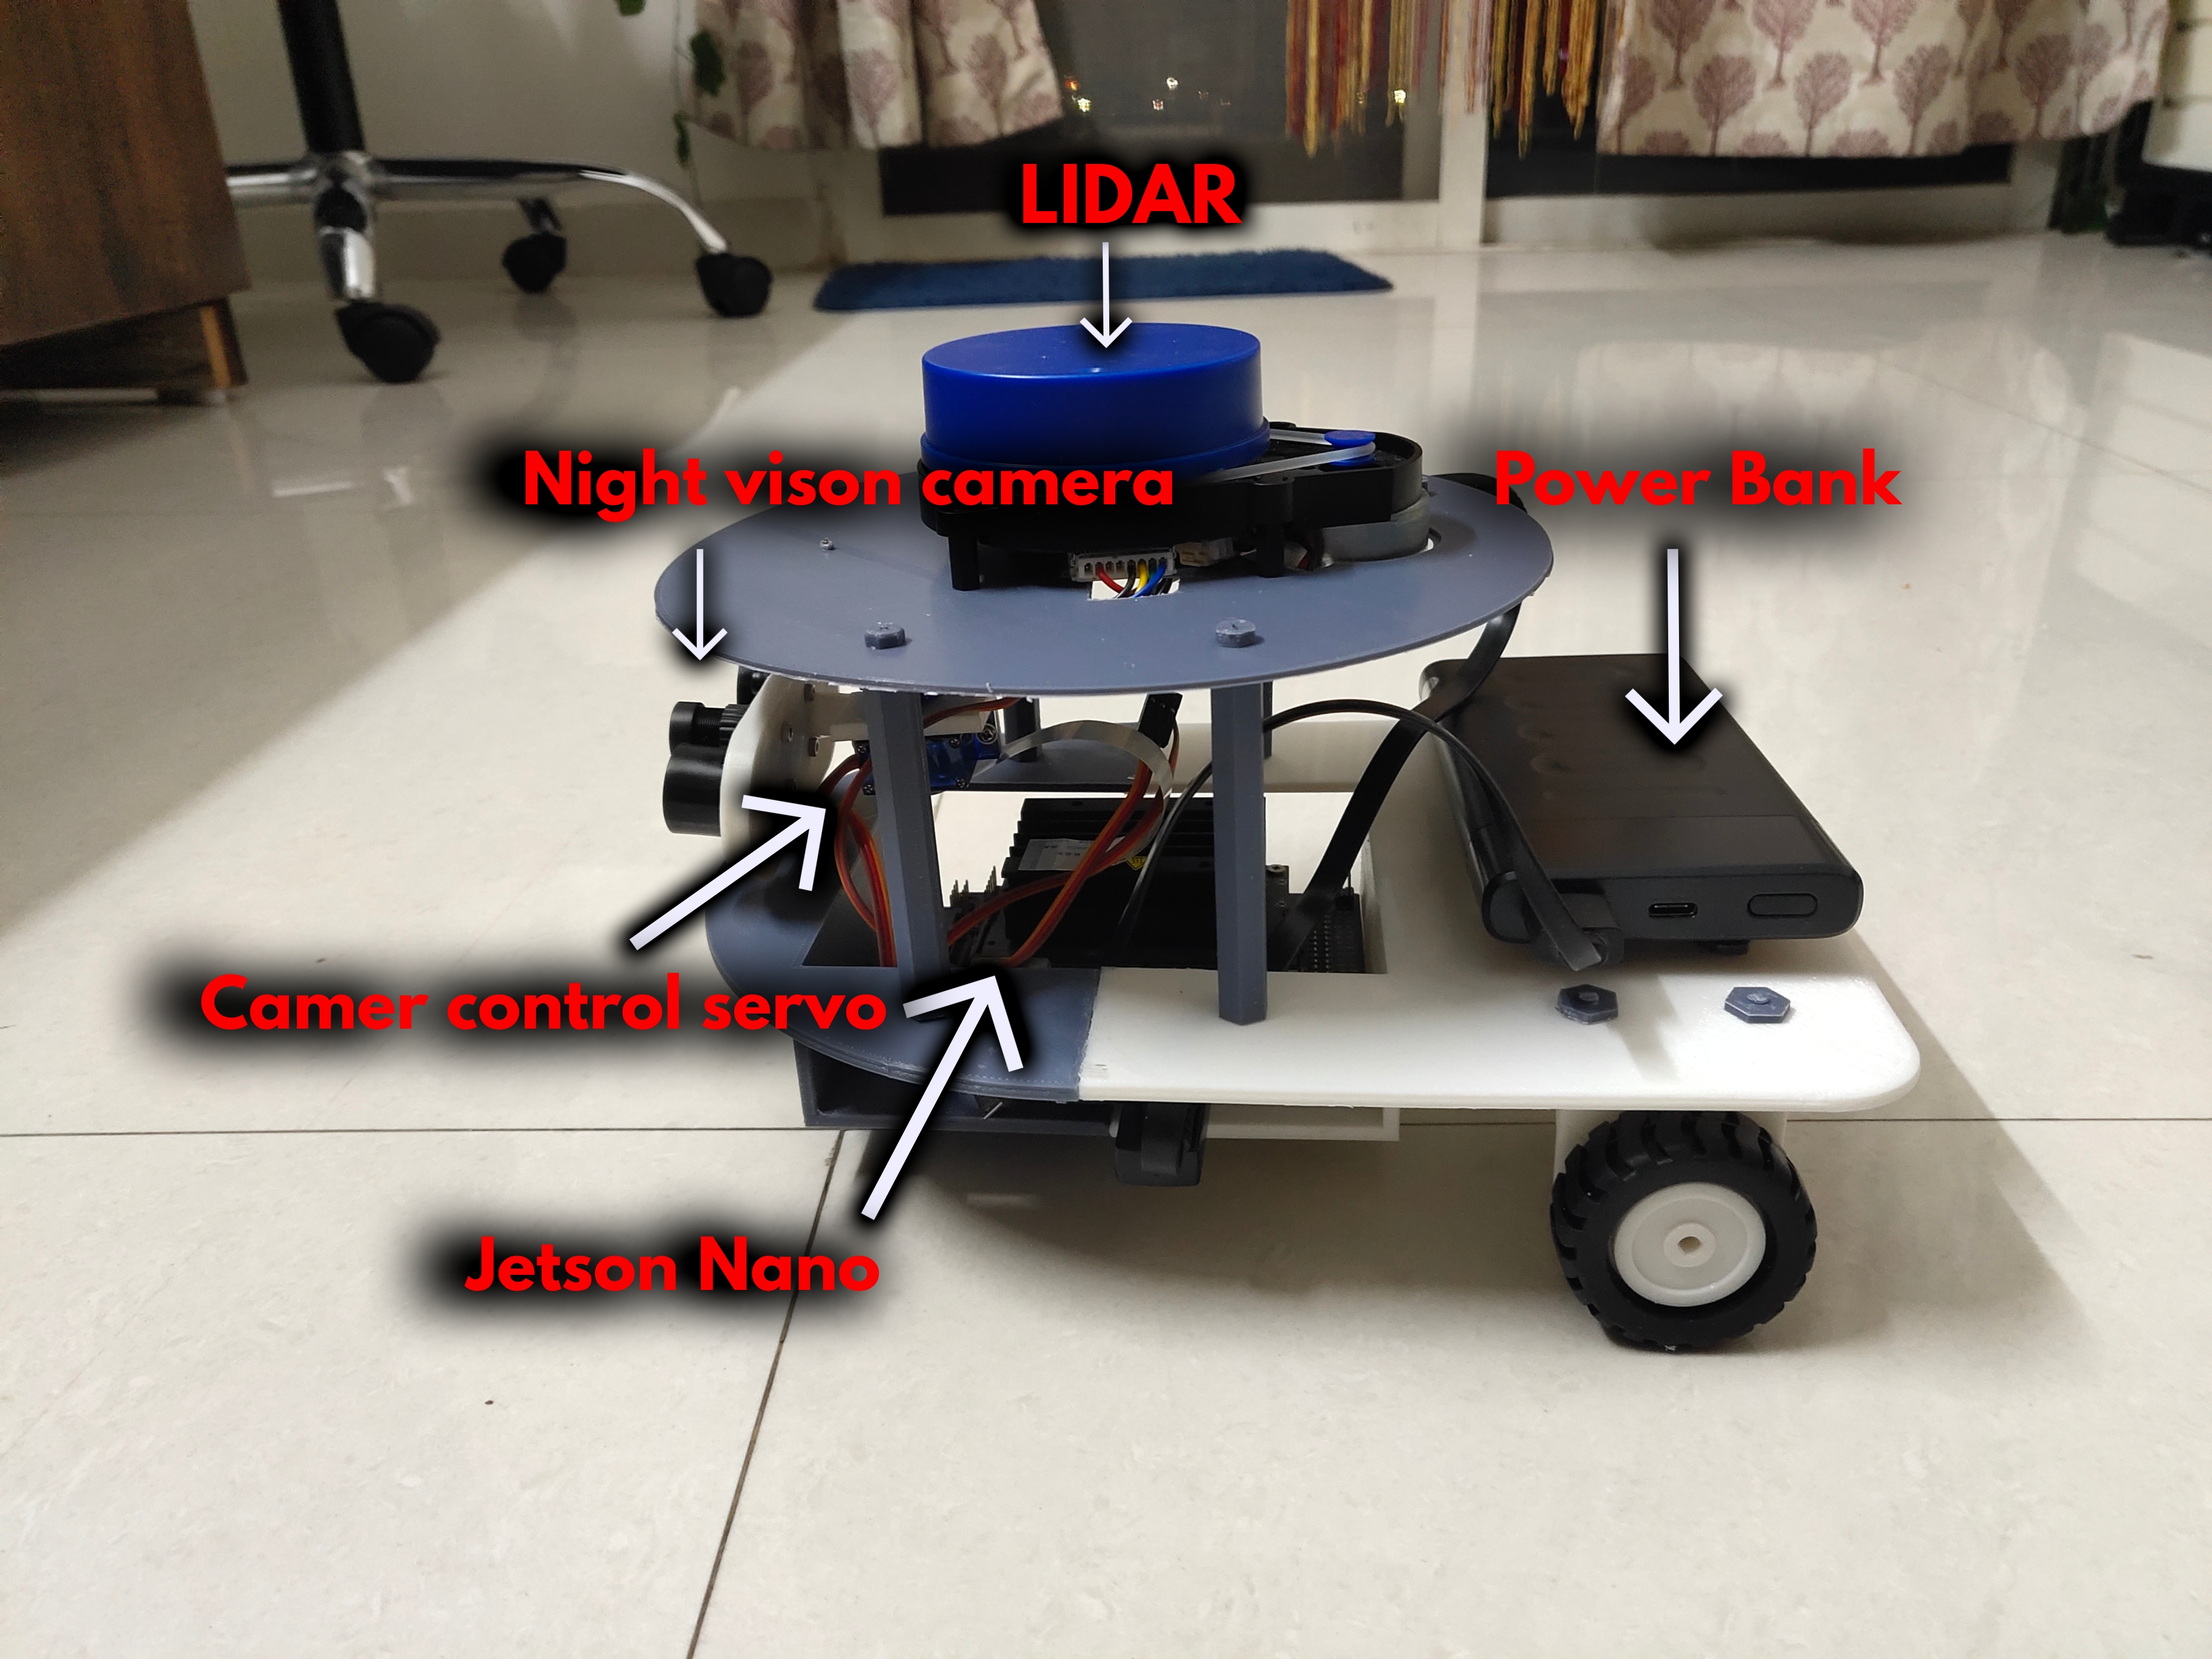 LIDAR
Night vison camera
Power Bank
Camer control servo
Jetson Nano